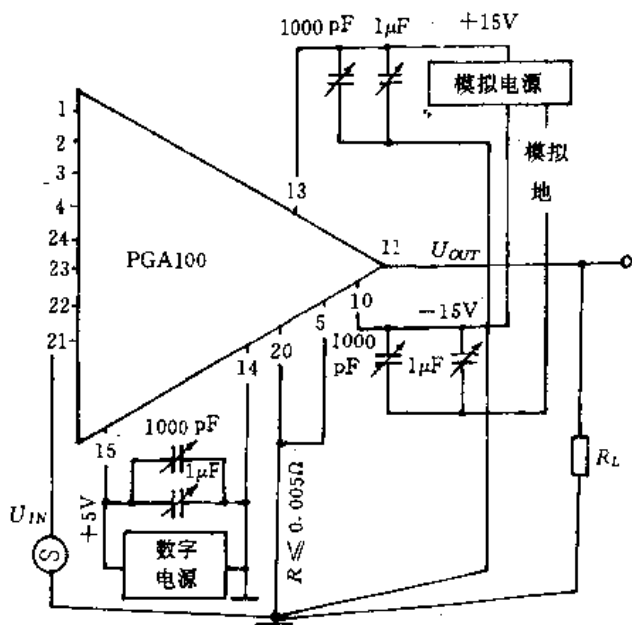 1000 pF
1μF
+15V
模拟电源
模拟
地
1
2
3
4
24
23
22
21
13
PGA100
11
U_OUT
10
-15V
5
20
14
15
1000
pF
1μF
1000 pF
1μF
+5V
数字
电源
R≤0.005Ω
U_IN
S
R_L